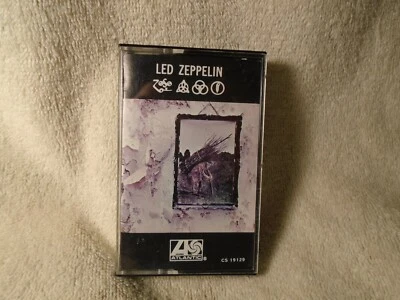 LED ZEPPELIN
ATLANTIC®
CS 19129